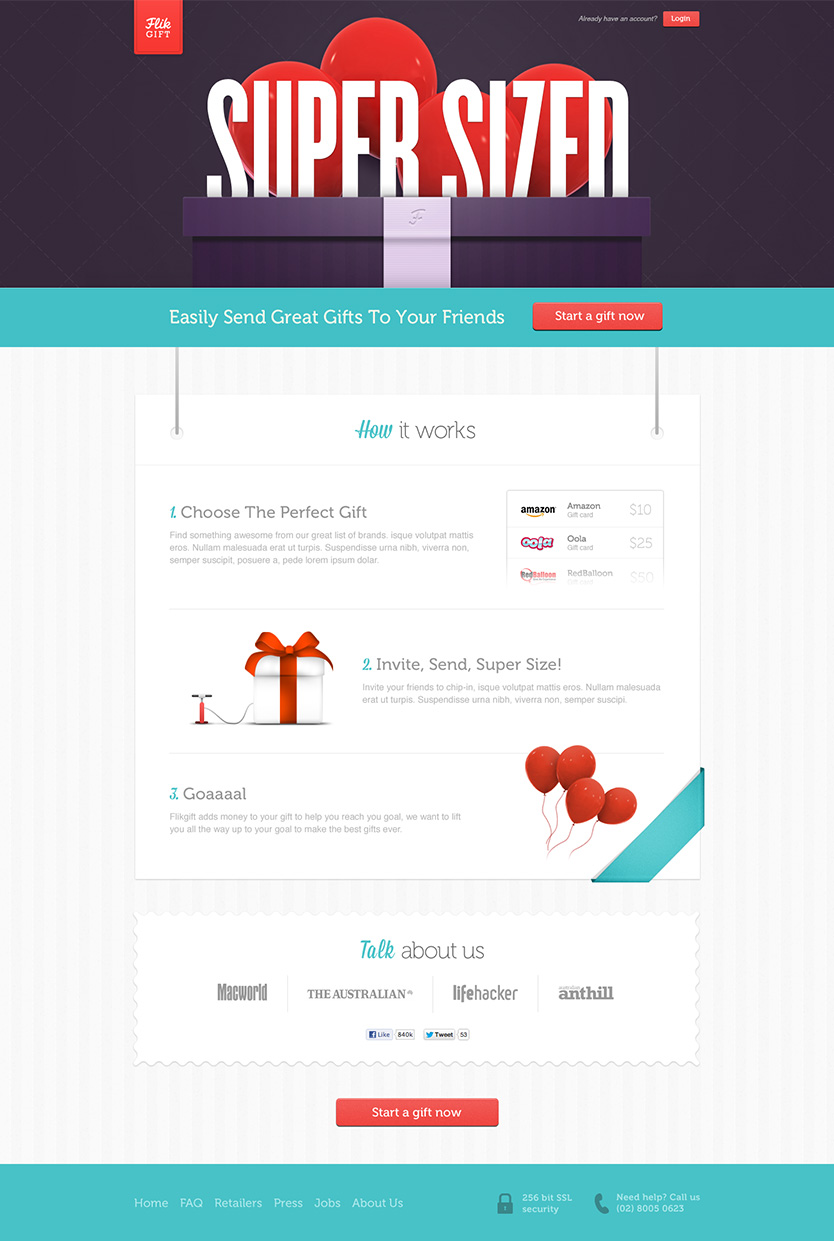 Flik
GIFT
Already have an account?
Login
SUPER SIZED
F
Easily Send Great Gifts To Your Friends
Start a gift now
How it works
1. Choose The Perfect Gift
Find something awesome from our great list of brands. isque volutpat mattis
eros. Nullam malesuada erat ut turpis. Suspendisse urna nibh, viverra non,
semper suscipit, posuere a, pede lorem ipsum dolar.
amazon
Amazon
Gift card
$10
oola
Oola
Gift card
$25
RedBalloon
RedBalloon
Gift card
$50
2. Invite, Send, Super Size!
Invite your friends to chip-in, isque volutpat mattis eros. Nullam malesuada
erat ut turpis. Suspendisse urna nibh, viverra non, semper suscipi.
3. Goaaaal
Flikgift adds money to your gift to help you reach you goal, we want to lift
you all the way up to your goal to make the best gifts ever.
Talk about us
Macworld
THE AUSTRALIAN
lifehacker
australian
anthill
Like
840k
Tweet
53
Start a gift now
Home
FAQ
Retailers
Press
Jobs
About Us
256 bit SSL
security
Need help? Call us
(02) 8005 0623